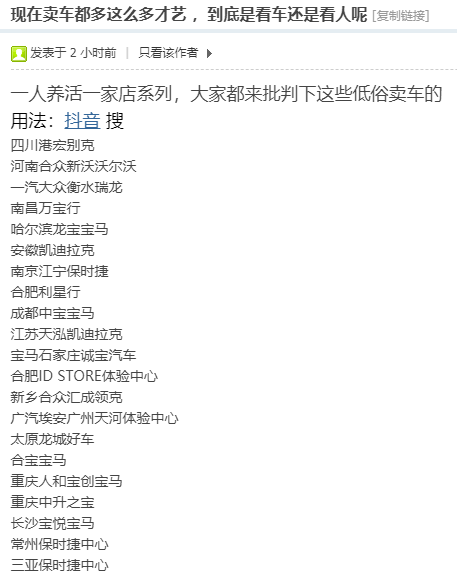 现在卖车都多这么多才艺 ，到底是看车还是看人呢 [复制链接]
发表于 2 小时前 | 只看该作者
一人养活一家店系列，大家都来批判下这些低俗卖车的
用法：抖音 搜
四川港宏别克
河南合众新沃沃尔沃
一汽大众衡水瑞龙
南昌万宝行
哈尔滨龙宝宝马
安徽凯迪拉克
南京江宁保时捷
合肥利星行
成都中宝宝马
江苏天泓凯迪拉克
宝马石家庄诚宝汽车
合肥ID STORE体验中心
新乡合众汇成领克
广汽埃安广州天河体验中心
太原龙城好车
合宝宝马
重庆人和宝创宝马
重庆中升之宝
长沙宝悦宝马
常州保时捷中心
三亚保时捷中心